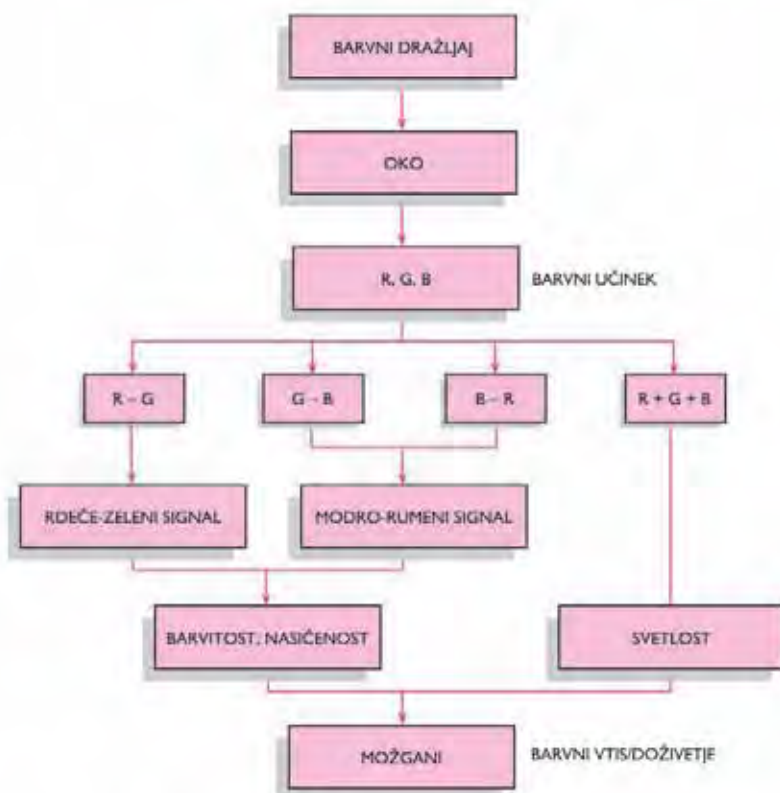 BARVNI DRAŽLJAJ
OKO
R, G, B
BARVNI UČINEK
R – G
G – B
B – R
R + G + B
RDEČE-ZELENI SIGNAL
MODRO-RUMENI SIGNAL
BARVITOST, NASIČENOST
SVETLOST
MOŽGANI
BARVNI VTIS/DOŽIVETJE